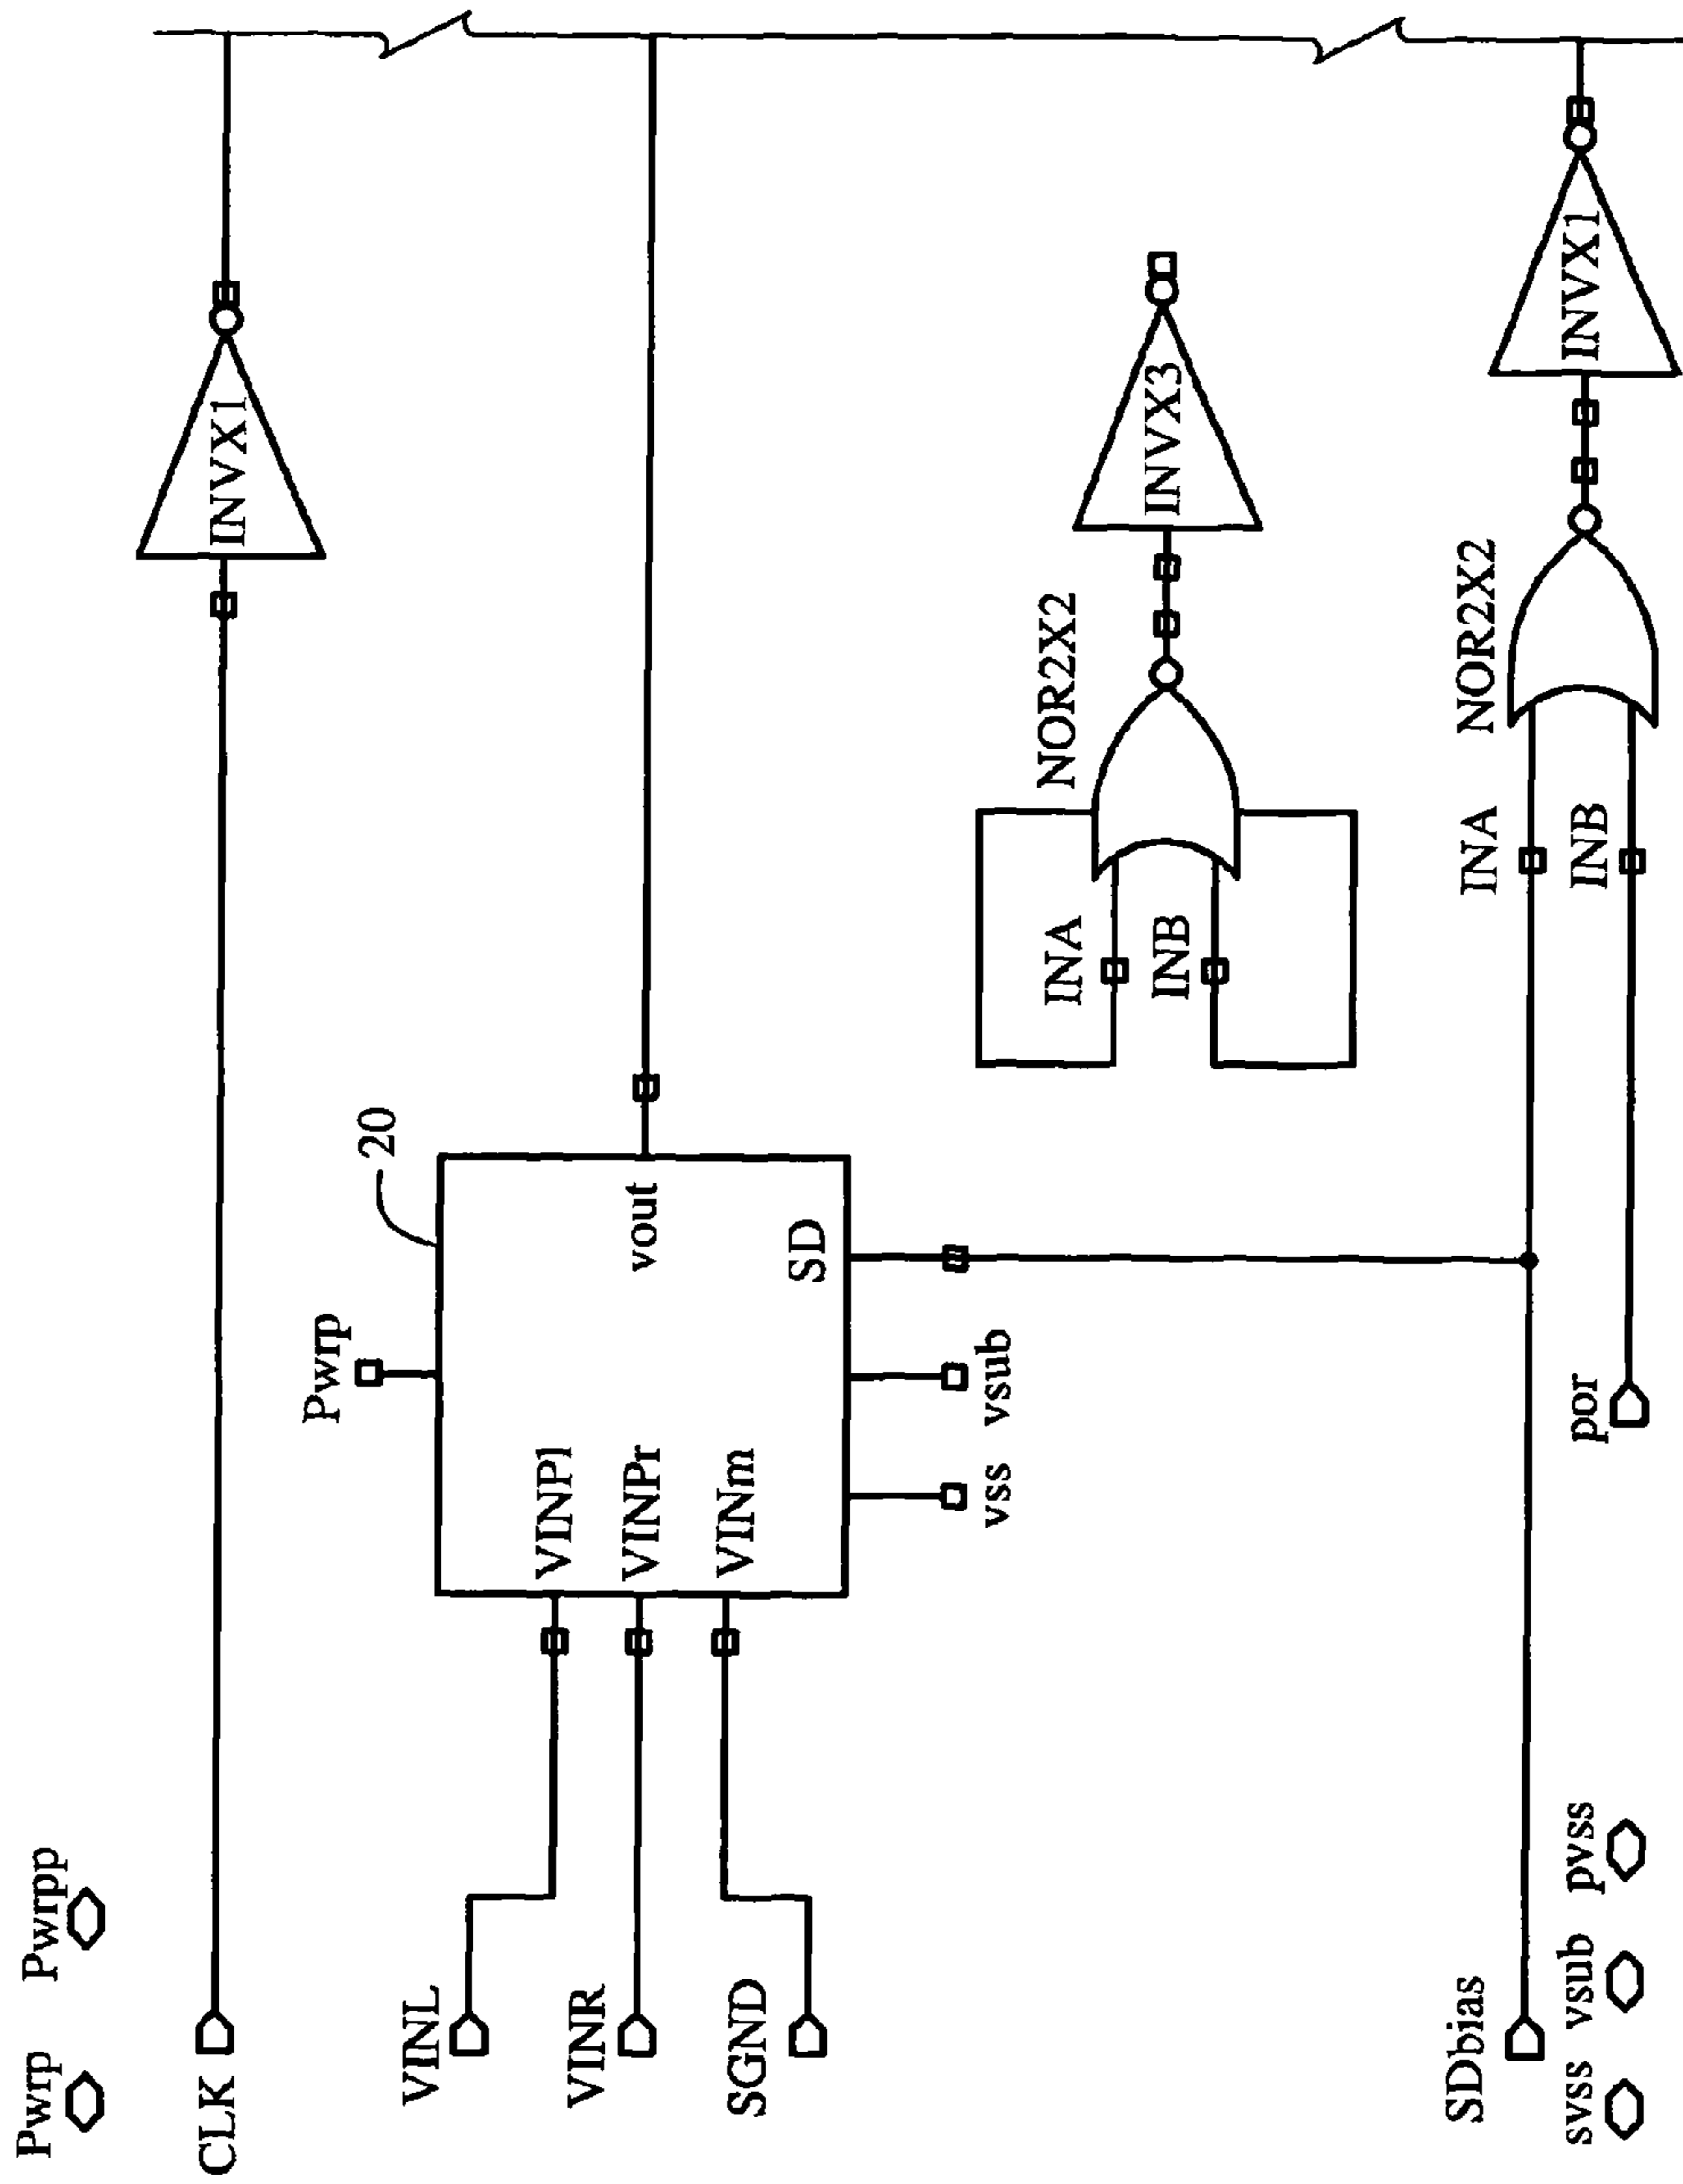 Pwrp Pwrpp
CLK
INVX1
VINL
VINR
SGND
Pwrp
20
VINPl
VINPr
VINm
vout
SD
vss vsub
INA
INB
NOR2X2
INVX3
SDbias
por
INA
INB
NOR2X2
INVX1
svss vsub pvss